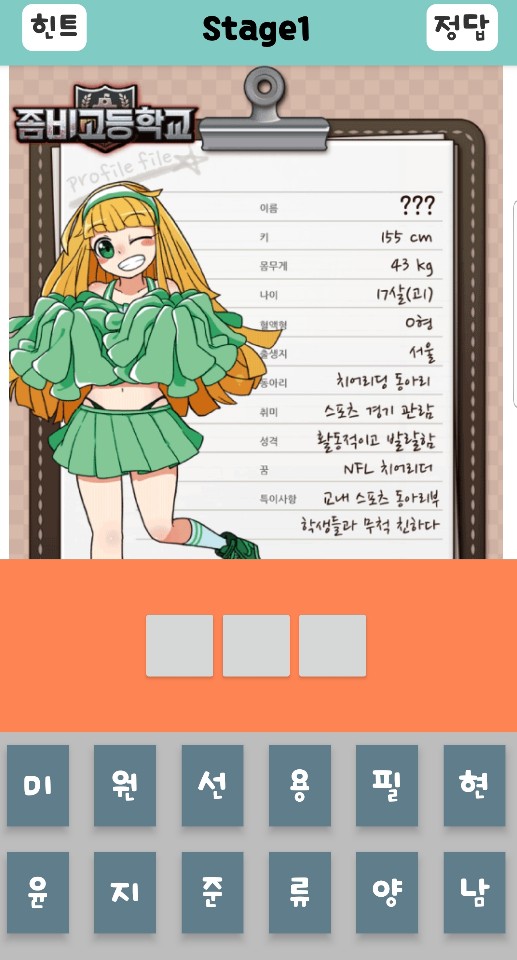 힌트
Stage1
정답
좀비고등학교
profile file
이름 ???
키 155 cm
몸무게 43 kg
나이 17살(고1)
혈액형 O형
출생지 서울
동아리 치어리딩 동아리
취미 스포츠 경기 관람
성격 활동적이고 발랄함
꿈 NFL 치어리더
특이사항 교내 스포츠 동아리부
학생들과 무척 친하다
미 원 선 용 필 현
윤 지 준 류 양 남